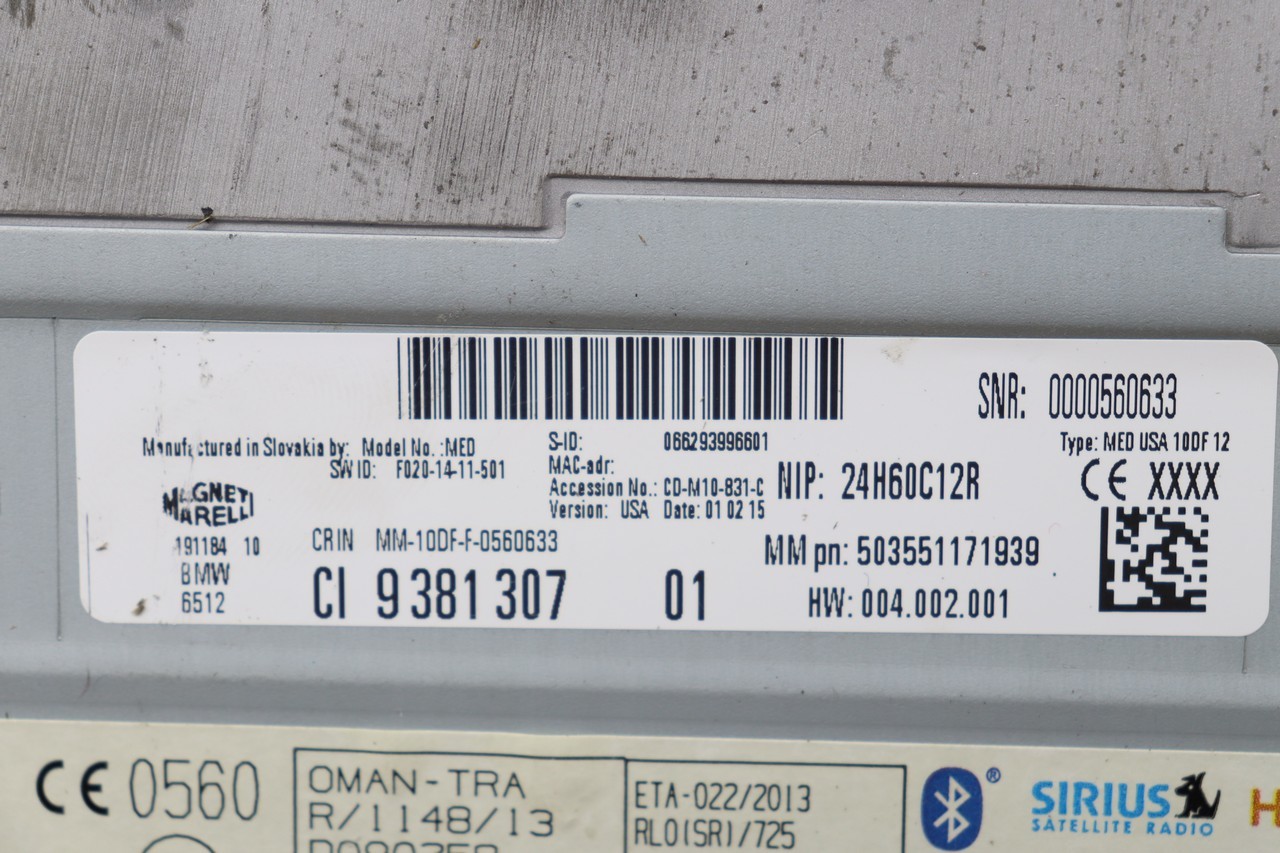 SNR: 0000560633
Manufactured in Slovakia by: Model No. :MED
S-ID: 066293996601
Type: MED USA 10DF 12
SW ID: F020-14-11-501
MAC-adr:
NIP: 24H60C12R
CE XXXX
MAGNETI
MARELLI
Accession No.: CD-M10-831-C
Version: USA Date: 01 02 15
191184 10
CRIN MM-10DF-F-0560633
MM pn: 503551171939
BMW
6512
CI 9 381 307 01
HW: 004.002.001
CE 0560
OMAN-TRA
R/1148/13
ETA-022/2013
RLO(SR)/725
®
SIRIUS
SATELLITE RADIO